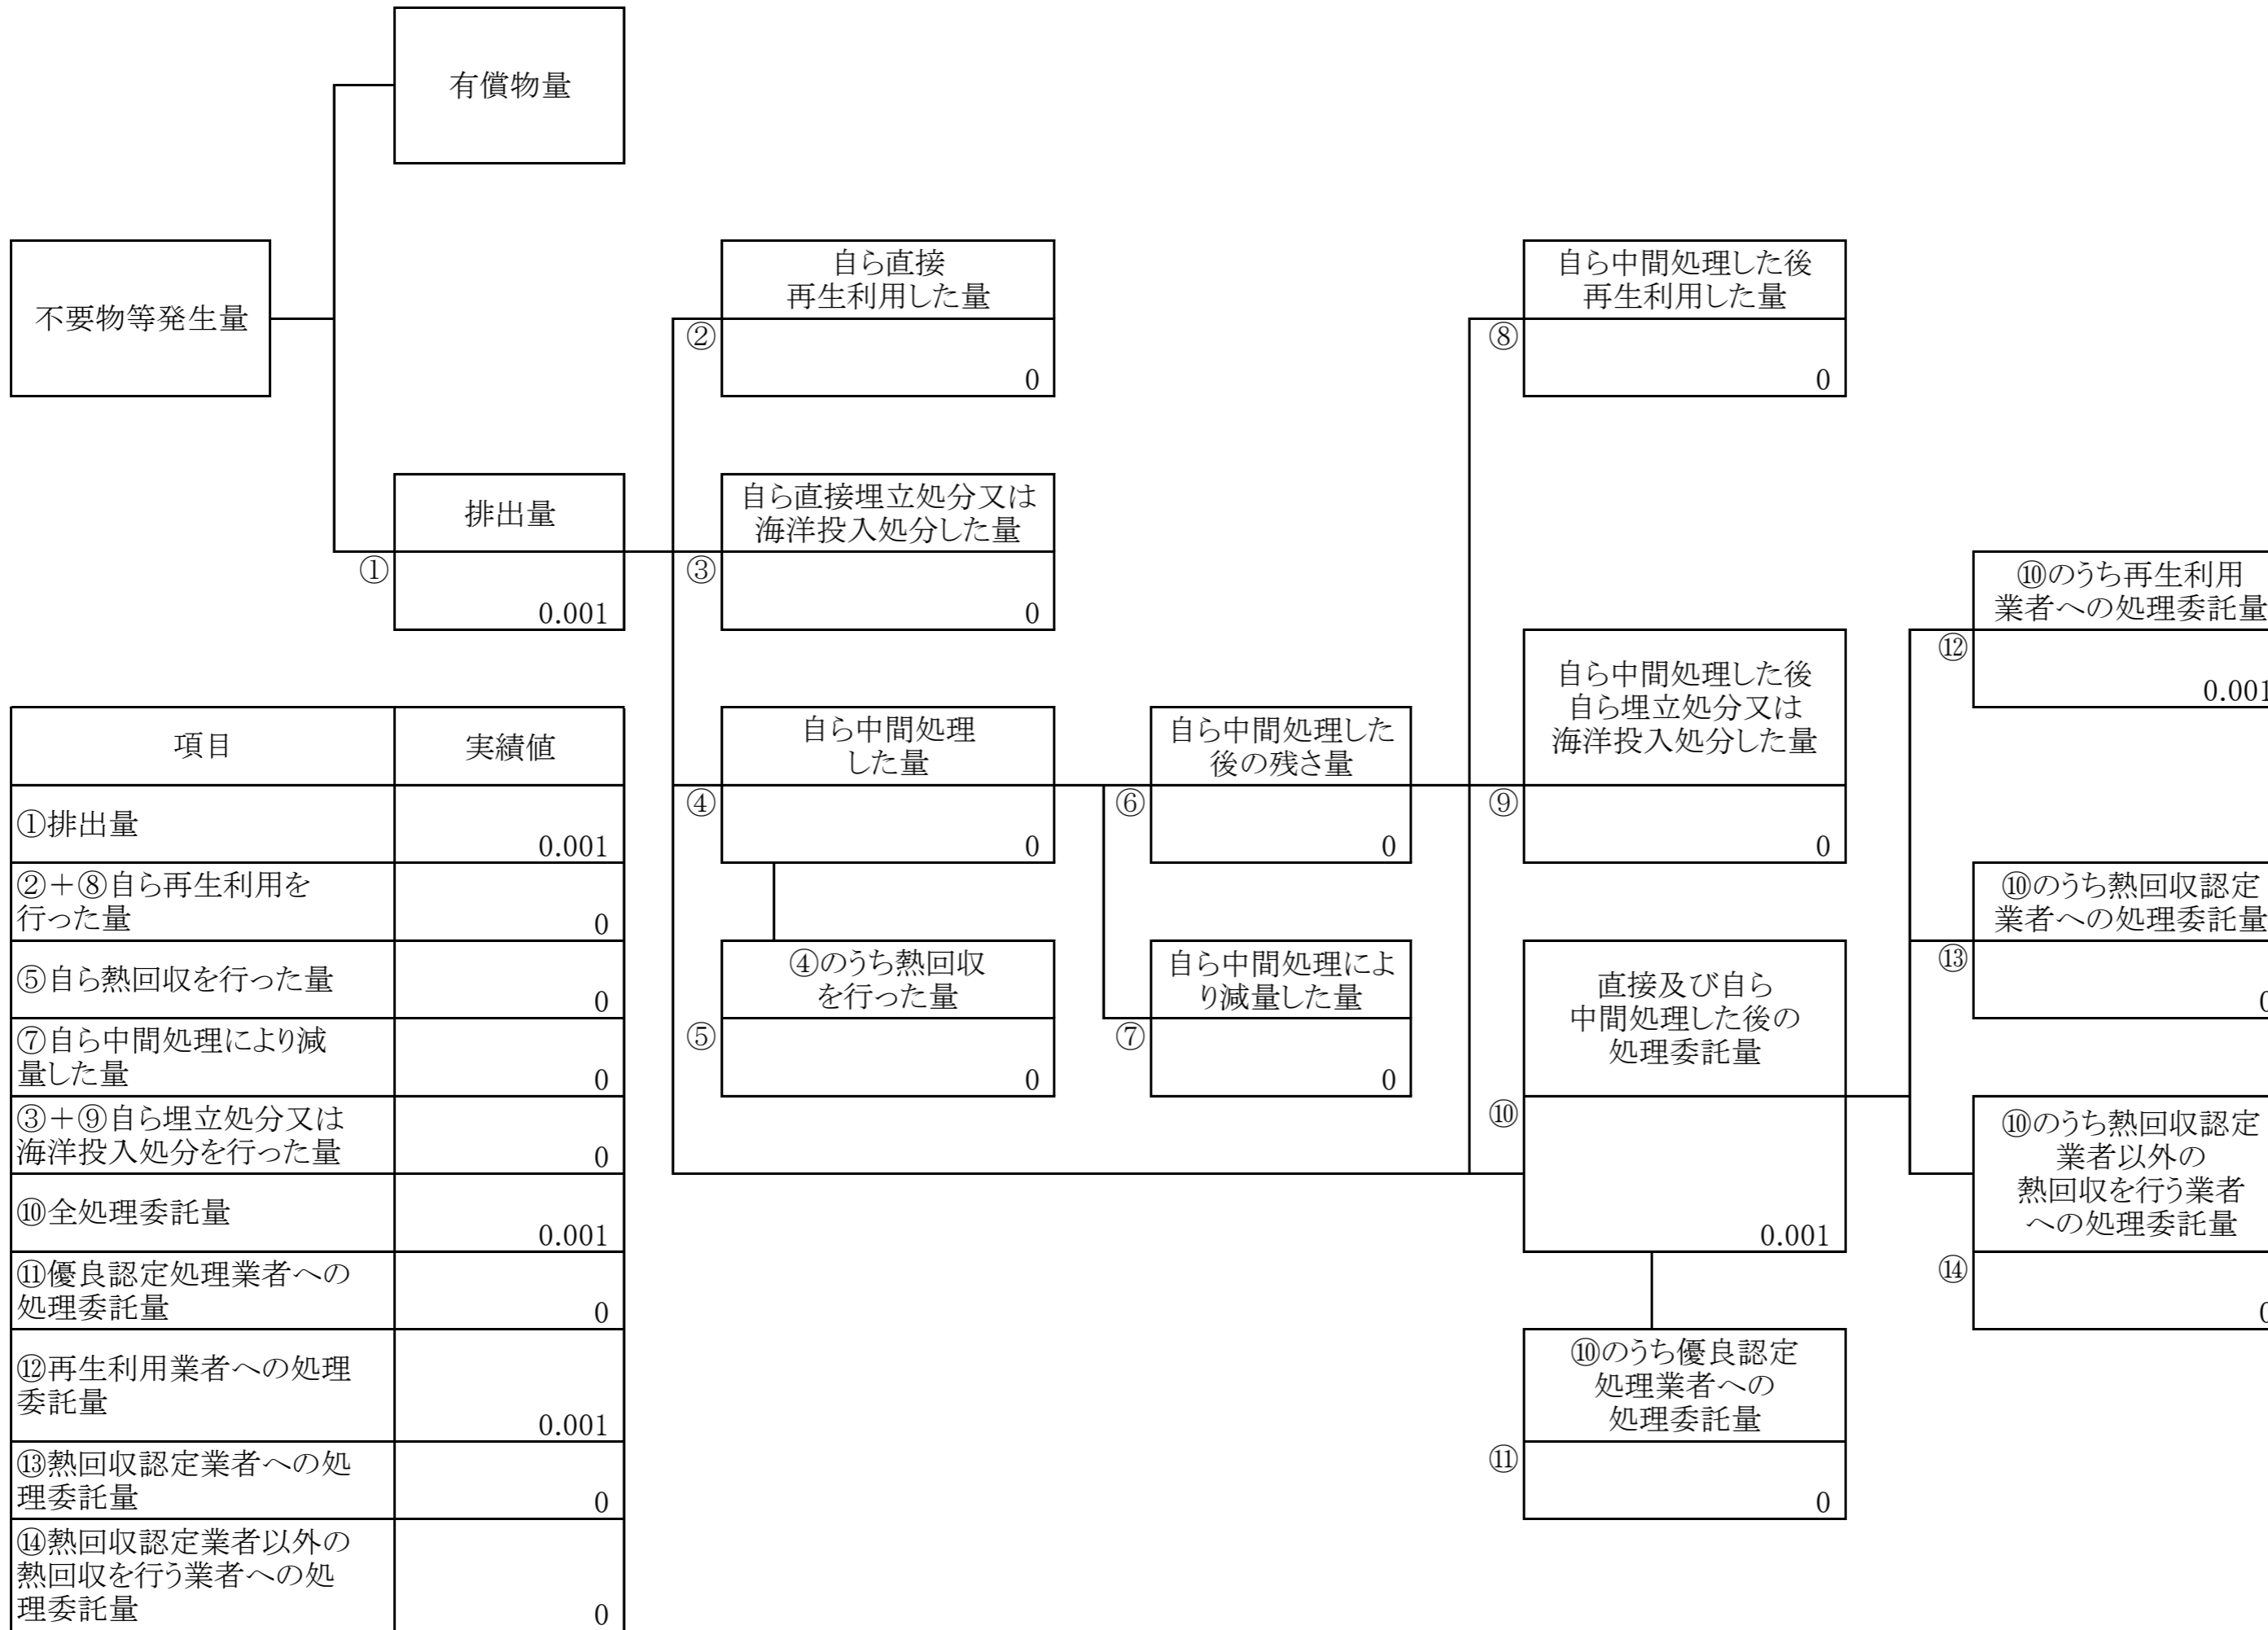 有償物量
不要物等発生量
自ら直接
再生利用した量
②
0
自ら中間処理した後
再生利用した量
⑧
0
排出量
①
0.001
自ら直接埋立処分又は
海洋投入処分した量
③
0
⑩のうち再生利用
業者への処理委託量
⑫
0.001
自ら中間処理
した量
④
0
自ら中間処理した
後の残さ量
⑥
0
自ら中間処理した後
自ら埋立処分又は
海洋投入処分した量
⑨
0
④のうち熱回収
を行った量
⑤
0
自ら中間処理によ
り減量した量
⑦
0
直接及び自ら
中間処理した後の
処理委託量
⑩
0.001
⑩のうち熱回収認定
業者への処理委託量
⑬
0
⑩のうち熱回収認定
業者以外の
熱回収を行う業者
への処理委託量
⑭
0
⑩のうち優良認定
処理業者への
処理委託量
⑪
0
項目 実績値
①排出量
0.001
②+⑧自ら再生利用を
行った量 0
⑤自ら熱回収を行った量
0
⑦自ら中間処理により減
量した量 0
③+⑨自ら埋立処分又は
海洋投入処分を行った量 0
⑩全処理委託量
0.001
⑪優良認定処理業者への
処理委託量 0
⑫再生利用業者への処理
委託量
0.001
⑬熱回収認定業者への処
理委託量 0
⑭熱回収認定業者以外の
熱回収を行う業者への処
理委託量 0